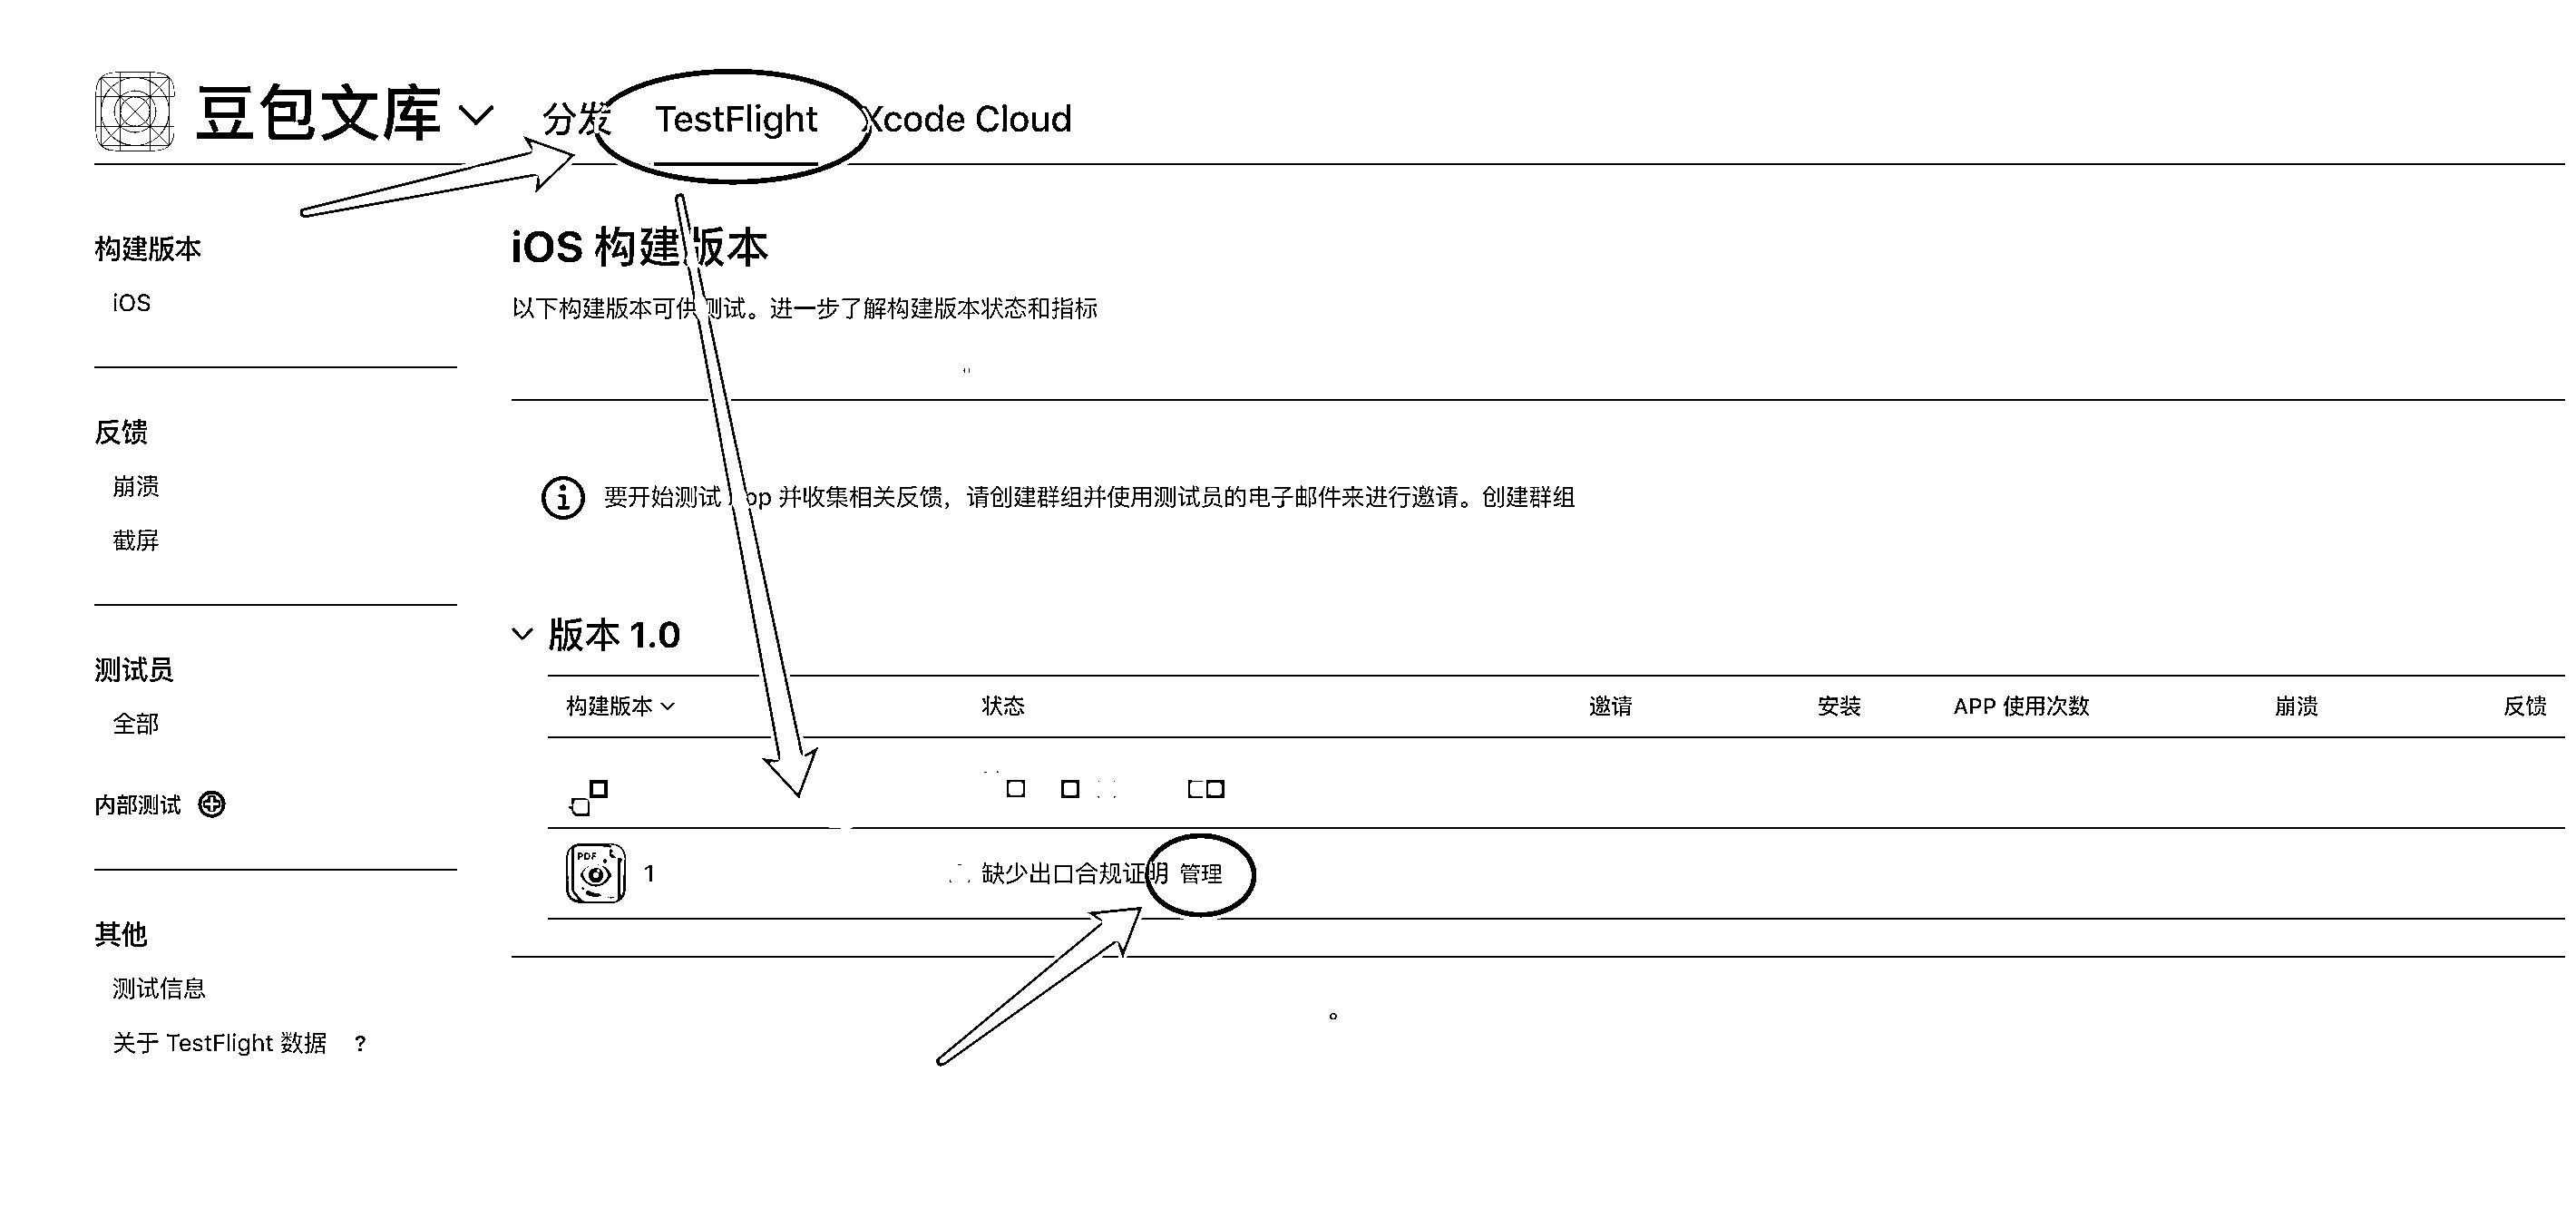 豆包文库 分发 TestFlight Xcode Cloud
构建版本
iOS
反馈
崩溃
截屏
测试员
全部
内部测试
其他
测试信息
关于 TestFlight 数据 ?
iOS 构建版本
以下构建版本可供测试。进一步了解构建版本状态和指标
要开始测试 App 并收集相关反馈，请创建群组并使用测试员的电子邮件来进行邀请。创建群组
版本 1.0
构建版本 状态 邀请 安装 APP 使用次数 崩溃 反馈
PDF 1 缺少出口合规证明 管理